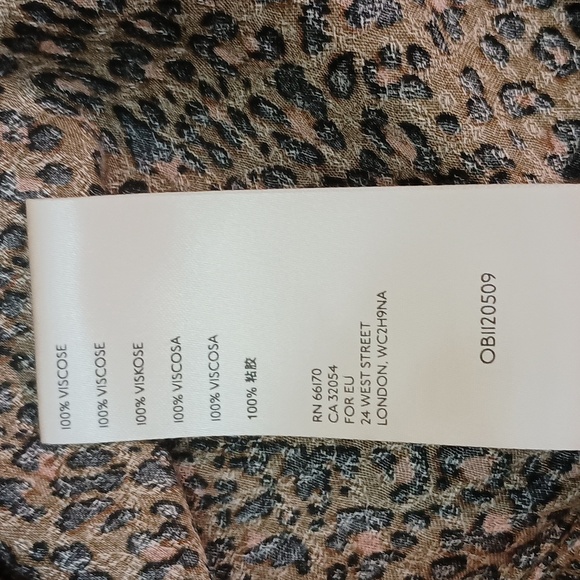 100% VISCOSE
100% VISCOSE
100% VISKOSE
100% VISCOSA
100% VISCOSA
100% 粘胶
RN 66170
CA 32054
FOR EU
24 WEST STREET
LONDON, WC2H9NA
OB1120509